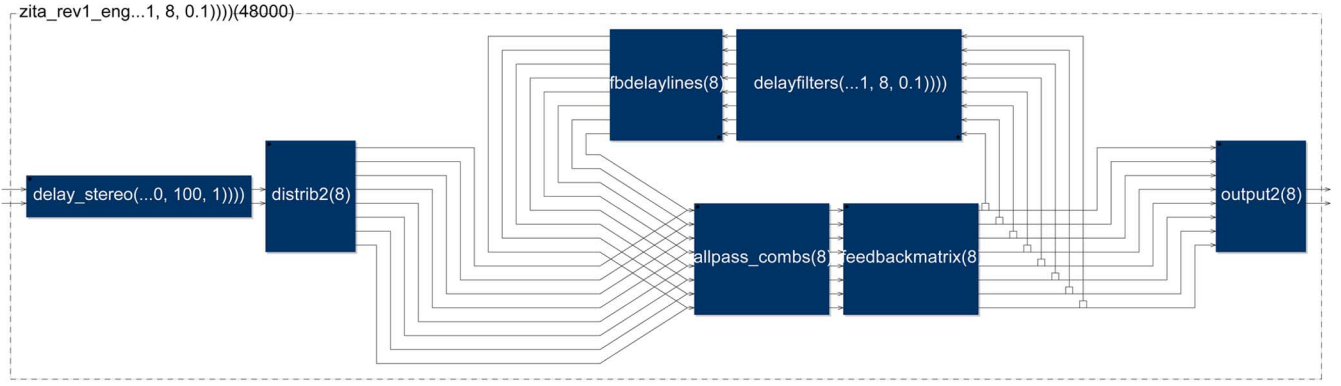 zita_rev1_eng...1, 8, 0.1))))(48000)
fbdelaylines(8)
delayfilters(...1, 8, 0.1))))
delay_stereo(...0, 100, 1))))
distrib2(8)
output2(8)
allpass_combs(8)
feedbackmatrix(8